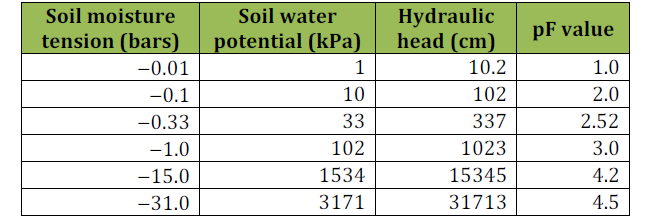 Soil moisture tension (bars) Soil water potential (kPa) Hydraulic head (cm) pF value
−0.01 1 10.2 1.0
−0.1 10 102 2.0
−0.33 33 337 2.52
−1.0 102 1023 3.0
−15.0 1534 15345 4.2
−31.0 3171 31713 4.5